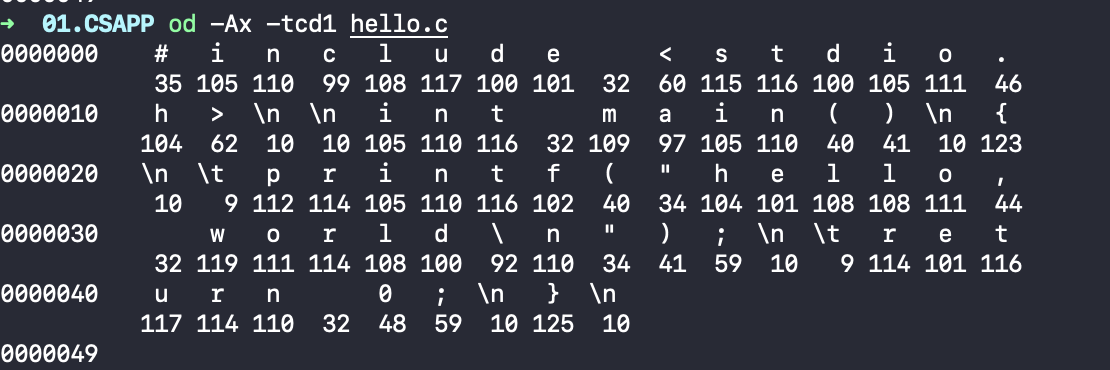 ➜  01.CSAPP od -Ax -tcd1 hello.c
0000000    #   i   n   c   l   u   d   e       <   s   t   d   i   o   .
           35 105 110  99 108 117 100 101  32  60 115 116 100 105 111  46
0000010    h   >  \n  \n   i   n   t       m   a   i   n   (   )  \n   {
          104  62  10  10 105 110 116  32 109  97 105 110  40  41  10 123
0000020   \n  \t   p   r   i   n   t   f   (   "   h   e   l   l   o   ,
           10   9 112 114 105 110 116 102  40  34 104 101 108 108 111  44
0000030        w   o   r   l   d   \   n   "   )   ;  \n  \t   r   e   t
           32 119 111 114 108 100  92 110  34  41  59  10   9 114 101 116
0000040    u   r   n       0   ;  \n   }  \n
          117 114 110  32  48  59  10 125  10
0000049